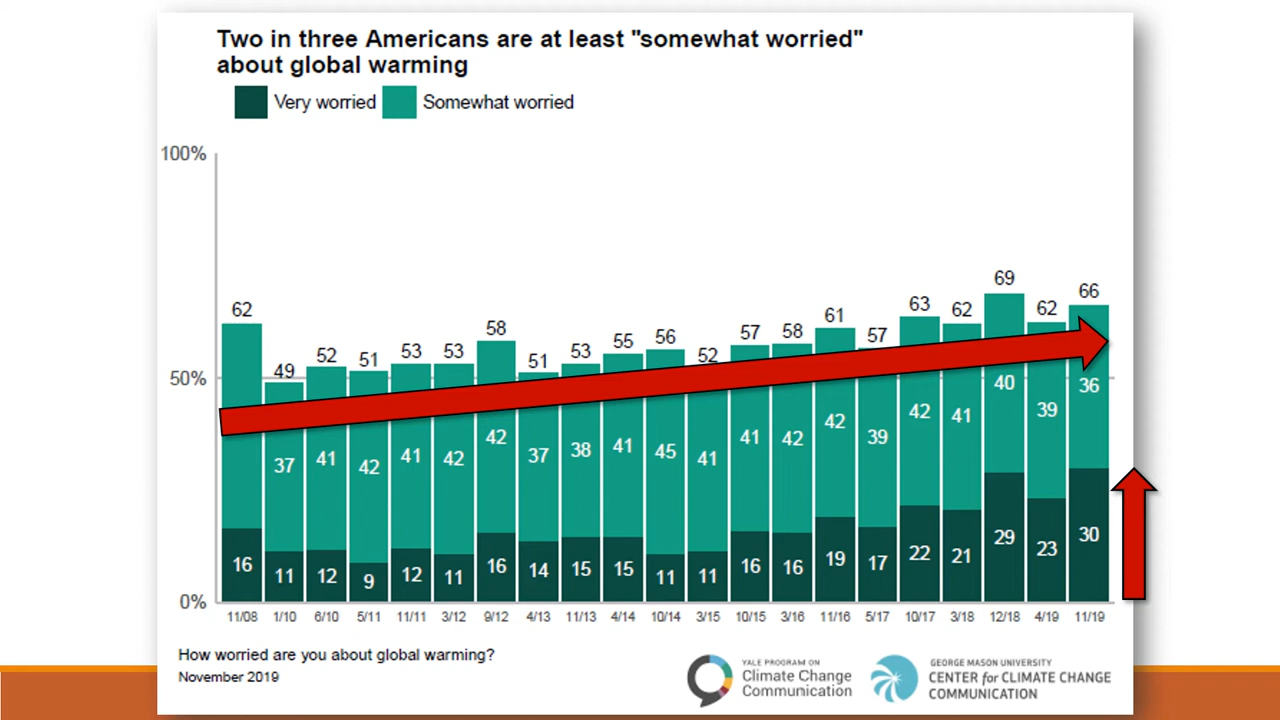 Two in three Americans are at least "somewhat worried"
about global warming
Very worried Somewhat worried
100%
50%
0%
62 49 52 51 53 53 58 51 53 55 56 52 57 58 61 57 63 62 69 62 66
37 41 42 41 42 42 37 38 41 45 41 41 42 42 39 42 41 40 39 36
16 11 12 9 12 11 16 14 15 15 11 11 16 16 19 17 22 21 29 23 30
11/08 1/10 6/10 5/11 11/11 3/12 9/12 4/13 11/13 4/14 10/14 3/15 10/15 3/16 11/16 5/17 10/17 3/18 12/18 4/19 11/19
How worried are you about global warming?
November 2019
YALE PROGRAM ON
Climate Change
Communication
GEORGE MASON UNIVERSITY
CENTER for CLIMATE CHANGE
COMMUNICATION